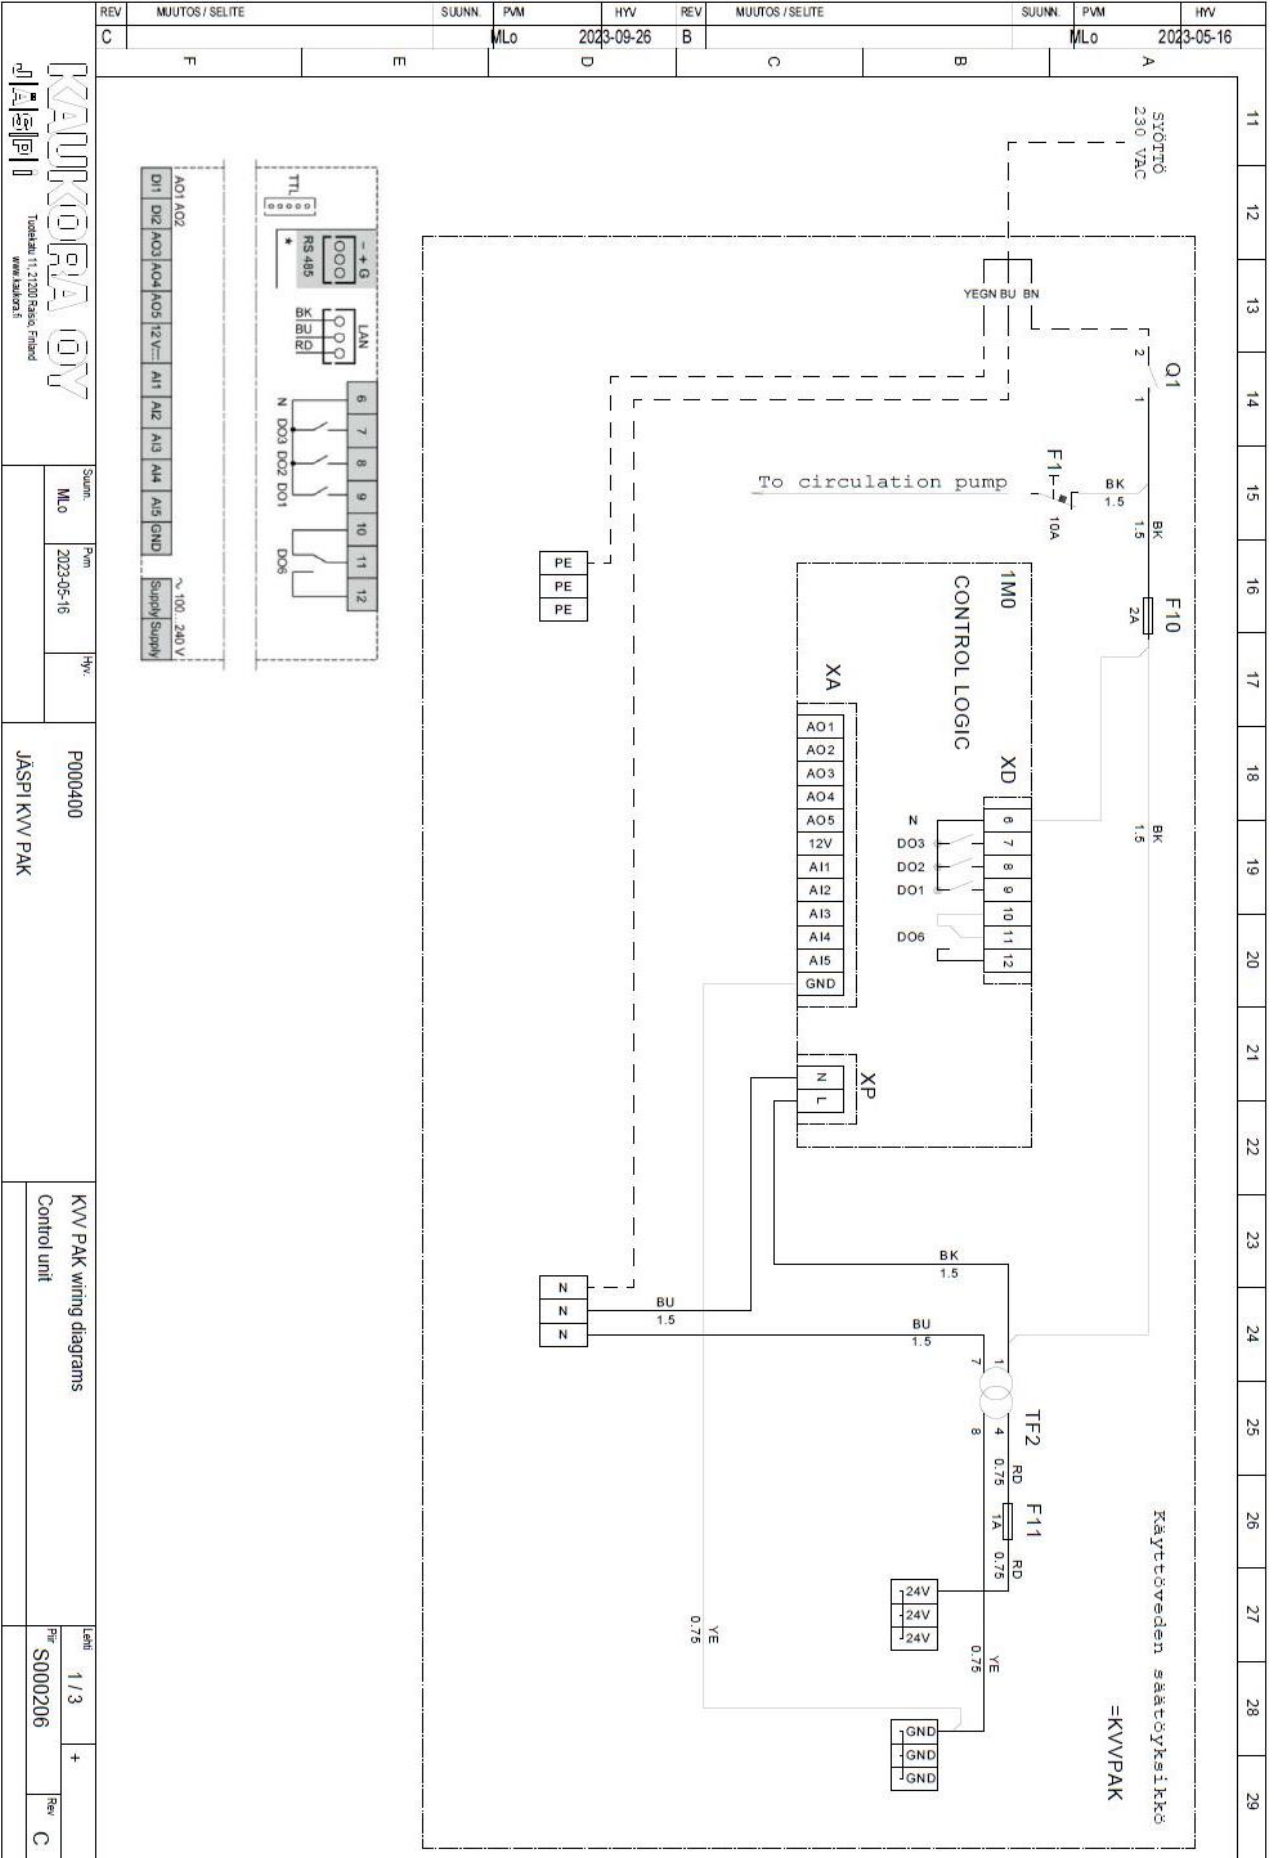 REV MUUTOS / SELITE SUUNN. PVM HYV REV MUUTOS / SELITE SUUNN. PVM HYV
C MLo 2023-09-26 B MLo 2023-05-16
F E D C B A
11 12 13 14 15 16 17 18 19 20 21 22 23 24 25 26 27 28 29
SYÖTTÖ
230 VAC
Käyttöveden säätöyksikkö
=KVVPAK
YEGN BU BN
Q1
2 1
F1
10A
BK
1.5
To circulation pump
BK
1.5
F10
2A
BK
1.5
1M0
CONTROL LOGIC
XD
6
7
8
9
10
11
12
N
DO3
DO2
DO1
DO6
XA
AO1
AO2
AO3
AO4
AO5
12V
AI1
AI2
AI3
AI4
AI5
GND
XP
N
L
PE
PE
PE
N
N
N
BU
1.5
BK
1.5
BU
1.5
TF2
1 4
7 8
RD
0.75
F11
1A
RD
0.75
24V
24V
24V
YE
0.75
YE
0.75
GND
GND
GND
TTL
- + G
RS 485
*
LAN
BK
BU
RD
6 7 8 9 10 11 12
N DO3 DO2 DO1 DO6
AO1 AO2
DI1 DI2 AO3 AO4 AO5 12 V AI1 AI2 AI3 AI4 AI5 GND
~ 100...240 V
Supply Supply
KAUKORA OY
JÄSPI
Tuotekatu 11, 21200 Raisio, Finland
www.kaukora.fi
Suunn. MLo
Pvm 2023-05-16
Hyv.
P000400
JÄSPI KVV PAK
KVV PAK wiring diagrams
Control unit
Lehti 1 / 3 +
Piir S000206
Rev C